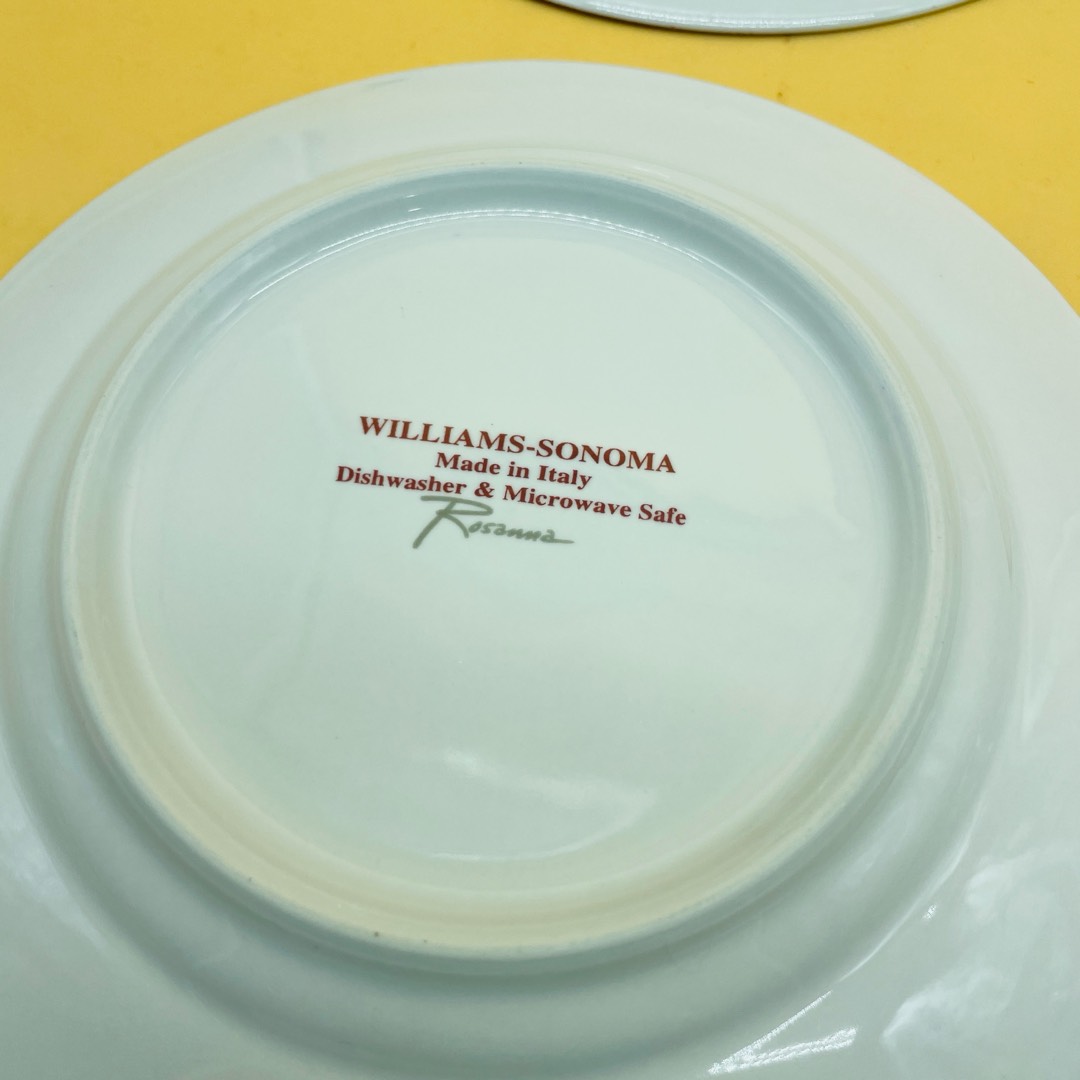 WILLIAMS-SONOMA
Made in Italy
Dishwasher & Microwave Safe
Rosanna